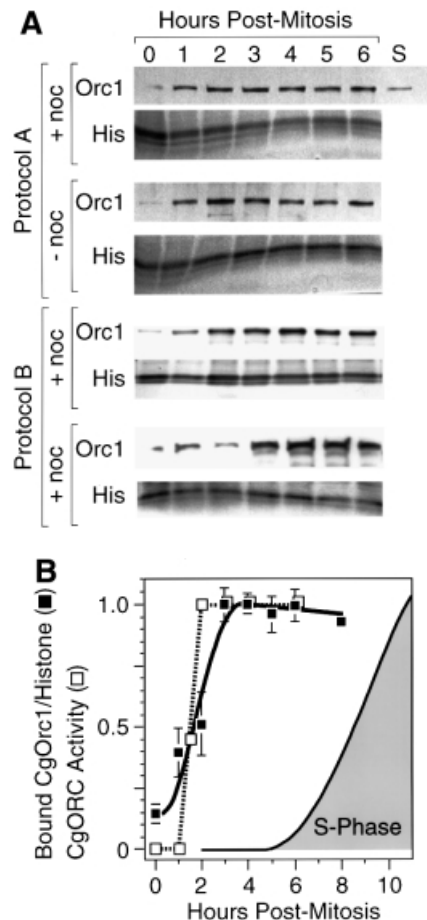 A
Hours Post-Mitosis
0 1 2 3 4 5 6 S
Protocol A
+ noc
Orc1
His
- noc
Orc1
His
Protocol B
+ noc
Orc1
His
+ noc
Orc1
His
B
Bound CgOrc1/Histone (■)
CgORC Activity (□)
1.0
0.5
0
S-Phase
0 2 4 6 8 10
Hours Post-Mitosis